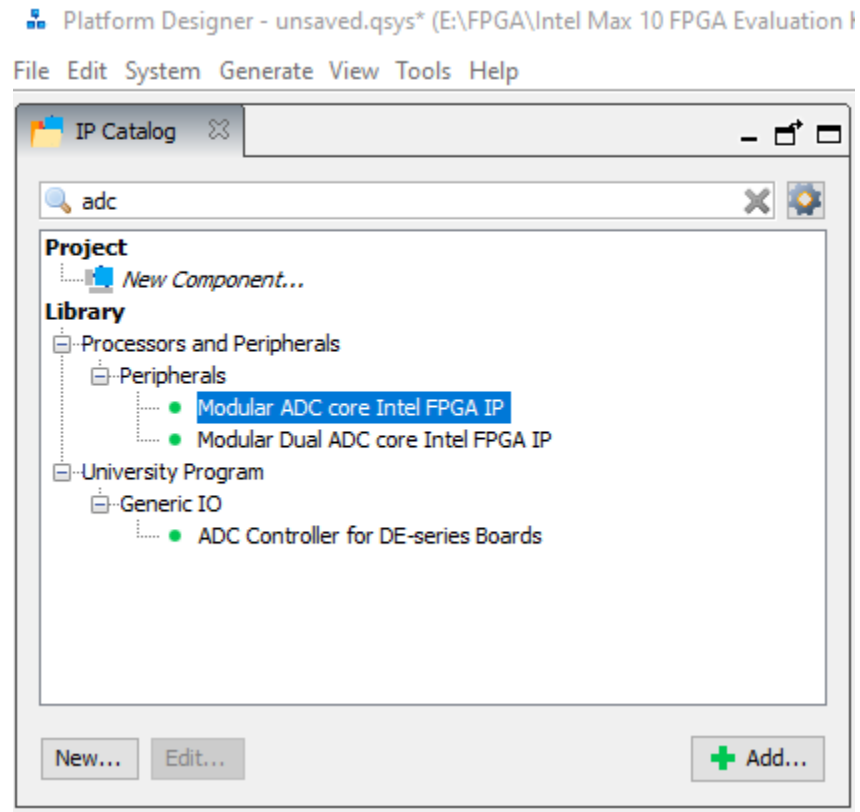 Platform Designer - unsaved.qsys* (E:\FPGA\Intel Max 10 FPGA Evaluation
File Edit System Generate View Tools Help
IP Catalog
adc
Project
New Component...
Library
Processors and Peripherals
Peripherals
Modular ADC core Intel FPGA IP
Modular Dual ADC core Intel FPGA IP
University Program
Generic IO
ADC Controller for DE-series Boards
New... Edit... Add...